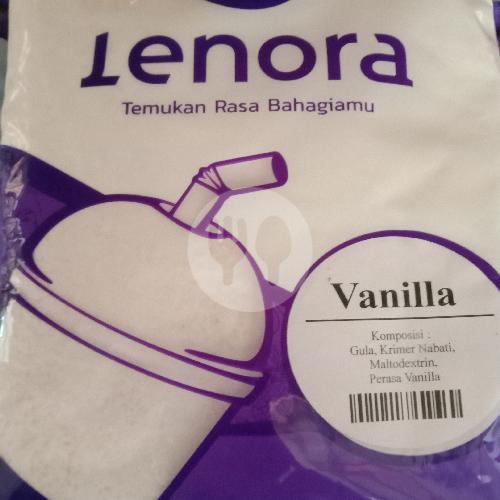 Lenora
Temukan Rasa Bahagiamu
Vanilla
Komposisi :
Gula, Krimer Nabati,
Maltodextrin,
Perasa Vanilla